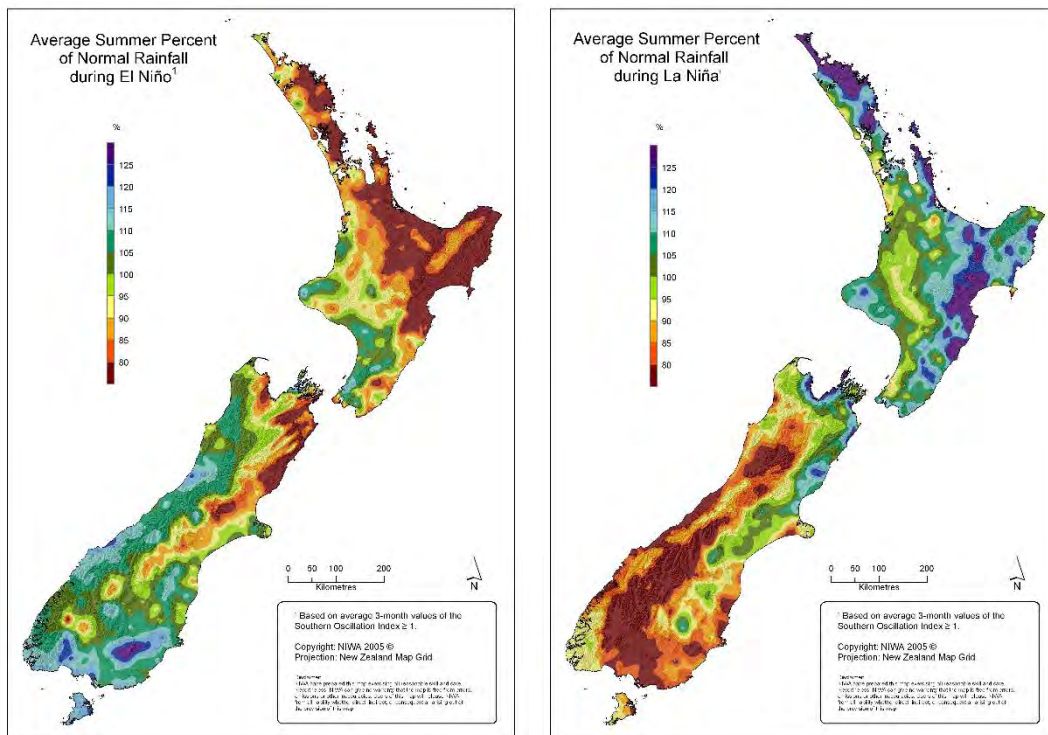 Average Summer Percent
of Normal Rainfall
during El Niño¹
%
125
120
115
110
105
100
95
90
85
80
0 50 100 200
Kilometres
N
¹ Based on average 3-month values of the
Southern Oscillation Index ≥ 1.
Copyright: NIWA 2005 ©
Projection: New Zealand Map Grid
Average Summer Percent
of Normal Rainfall
during La Niña¹
%
125
120
115
110
105
100
95
90
85
80
0 50 100 200
Kilometres
N
¹ Based on average 3-month values of the
Southern Oscillation Index ≥ 1.
Copyright: NIWA 2005 ©
Projection: New Zealand Map Grid